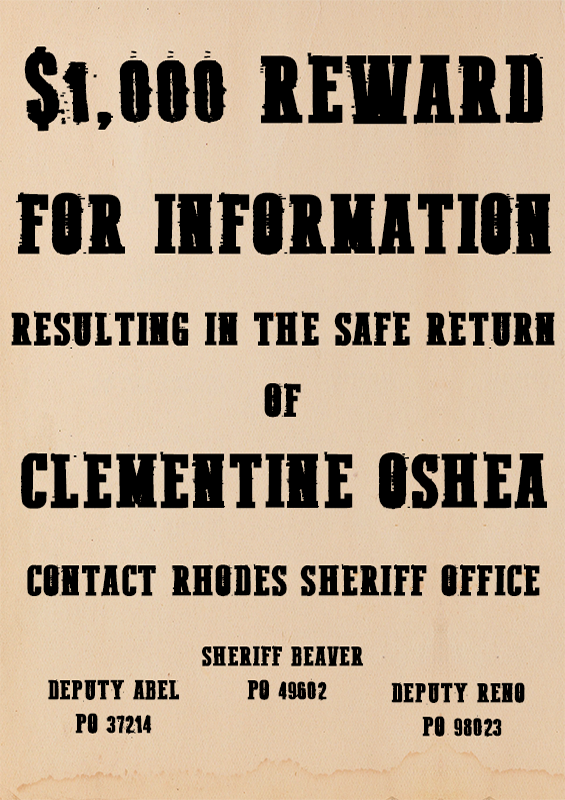 $1,000 REWARD
FOR INFORMATION
RESULTING IN THE SAFE RETURN
OF
CLEMENTINE OSHEA
CONTACT RHODES SHERIFF OFFICE
SHERIFF BEAVER
PO 49602
DEPUTY ABEL
PO 37214
DEPUTY RENO
PO 98023